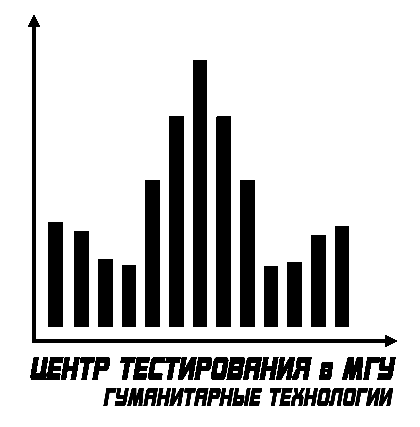 ЦЕНТР ТЕСТИРОВАНИЯ в МГУ
ГУМАНИТАРНЫЕ ТЕХНОЛОГИИ